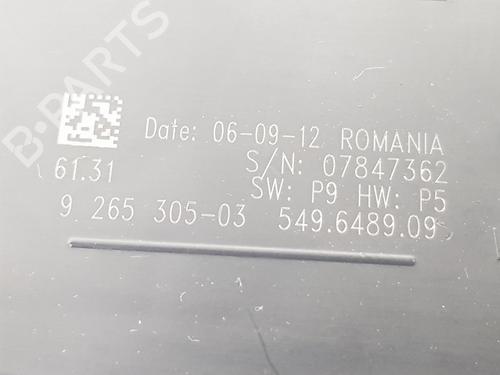 B-PARTS
Date: 06-09-12 ROMANIA
S/N: 07847362
61.31
SW: P9 HW: P5
9 265 305-03 549.6489.09